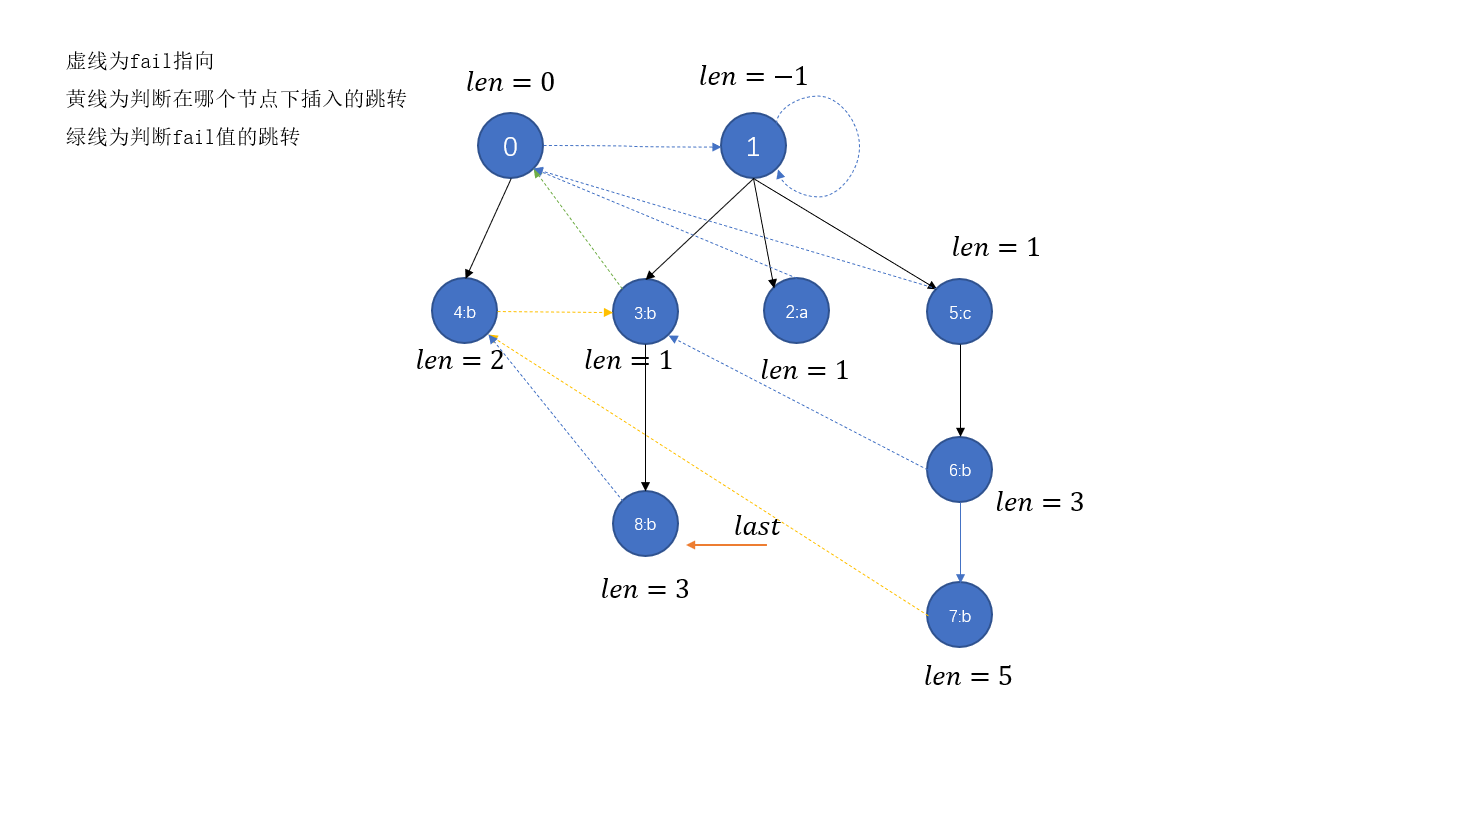 虚线为fail指向
黄线为判断在哪个节点下插入的跳转
绿线为判断fail值的跳转
len = 0
len = −1
0
1
len = 1
4:b
3:b
2:a
5:c
len = 2
len = 1
len = 1
6:b
len = 3
8:b
last
len = 3
7:b
len = 5